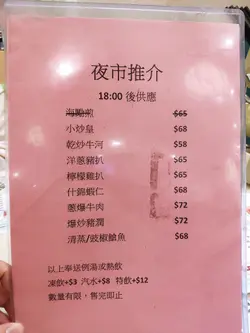 夜市推介
18:00 後供應
海鮮煎 $65
小炒皇 $68
乾炒牛河 $58
洋蔥豬扒 $65
檸檬雞扒 $65
什錦蝦仁 $68
蔥爆牛肉 $72
爆炒豬潤 $72
清蒸/豉椒鯇魚 $68
以上奉送例湯或熱飲
凍飲+$3 汽水+$8 特飲+$12
數量有限，售完即止